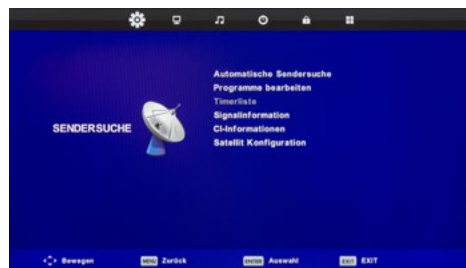 Automatische Sendersuche
Programme bearbeiten
Timerliste
Signalinformation
CI-Informationen
Satellit Konfiguration
SENDERSUCHE
Bewegen MENU Zurück ENTER Auswahl EXIT EXIT